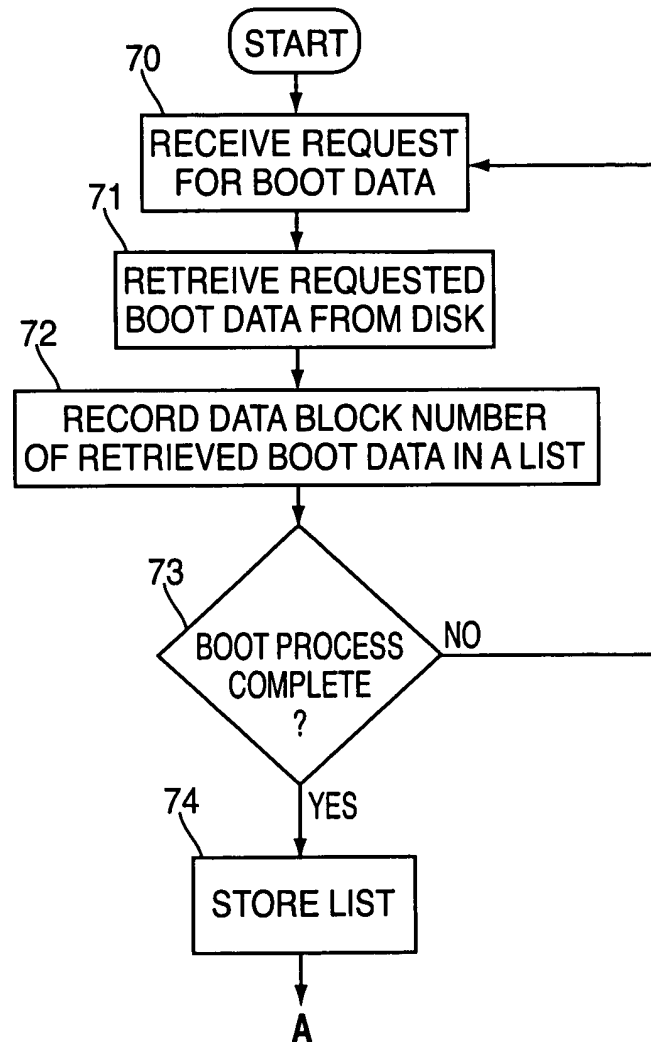 START
70
RECEIVE REQUEST
FOR BOOT DATA
71
RETREIVE REQUESTED
BOOT DATA FROM DISK
72
RECORD DATA BLOCK NUMBER
OF RETRIEVED BOOT DATA IN A LIST
73
BOOT PROCESS
COMPLETE
?
NO
YES
74
STORE LIST
A